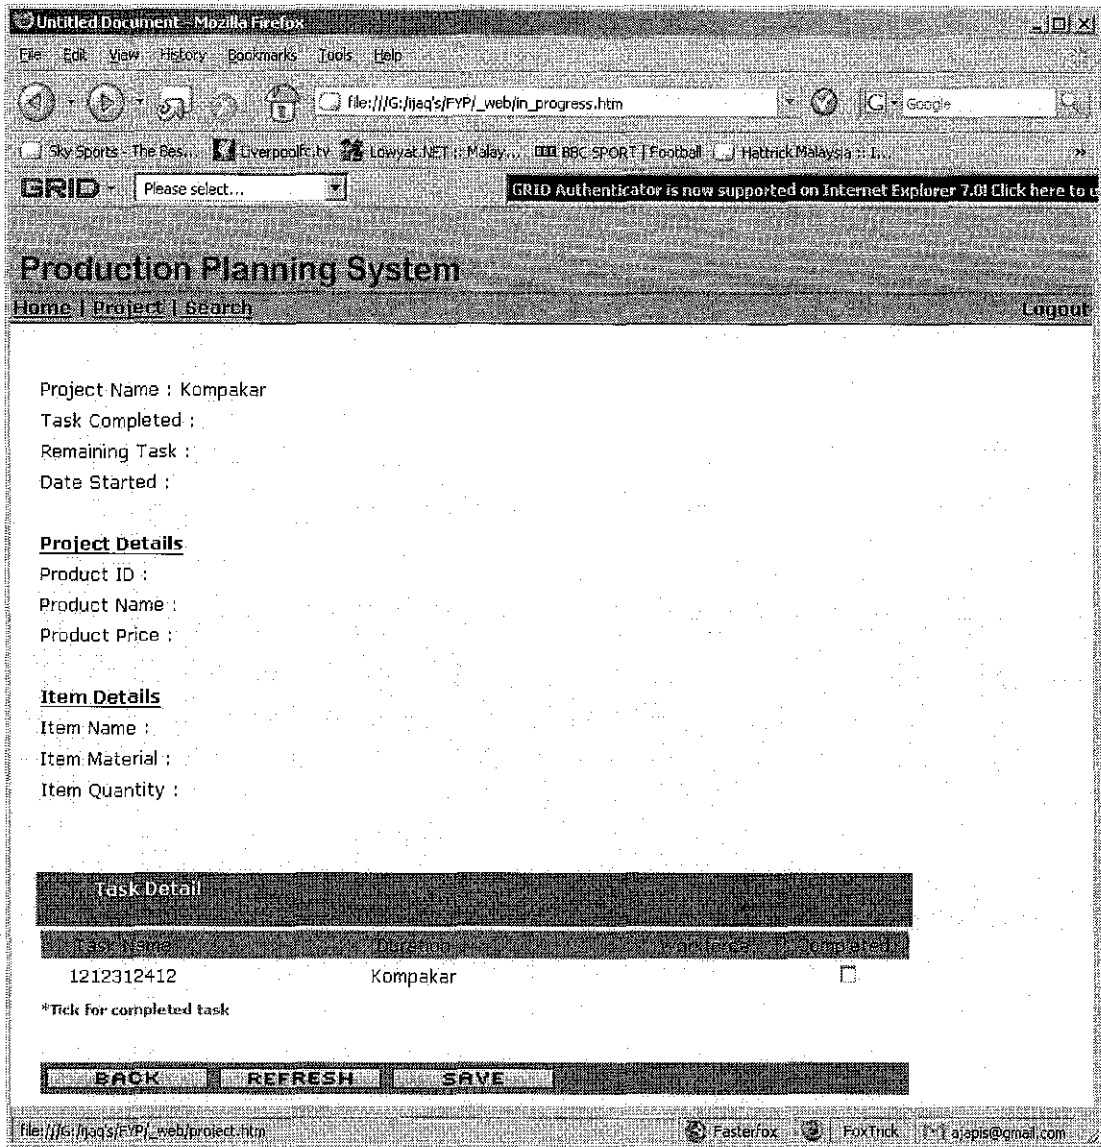 Untitled Document - Mozilla Firefox
File Edit View History Bookmarks Tools Help
file:///G:/ijaq's/FYP/_web/in_progress.htm
Google
Sky Sports - The Bes... Liverpoolfc.tv Lowyat.NET :: Malay... BBC SPORT | Football Hattrick Malaysia :: I... »
GRID Please select... GRID Authenticator is now supported on Internet Explorer 7.0! Click here to u
Production Planning System
Home | Project | Search Logout
Project Name : Kompakar
Task Completed :
Remaining Task :
Date Started :
Project Details
Product ID :
Product Name :
Product Price :
Item Details
Item Name :
Item Material :
Item Quantity :
Task Detail
Task Name Duration Completed
1212312412 Kompakar
*Tick for completed task
BACK REFRESH SAVE
file:///G:/ijaq's/FYP/_web/project.htm Fasterfox FoxTrick ajapis@gmail.com